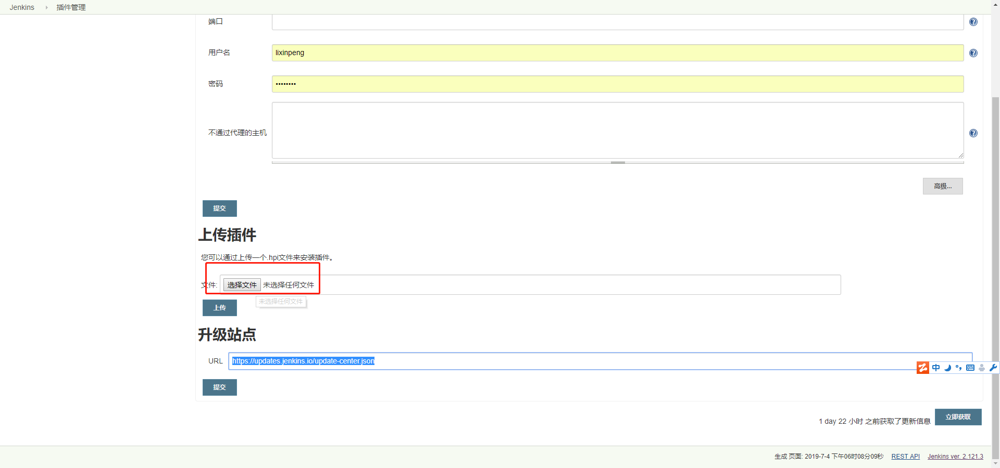 Jenkins 插件管理
端口
用户名 lixinpeng
密码 ••••••••
不通过代理的主机
高级...
提交
上传插件
您可以通过上传一个.hpi文件来安装插件。
文件: 选择文件 未选择任何文件
未选择任何文件
上传
升级站点
URL https://updates.jenkins.io/update-center.json
中
提交
1 day 22 小时 之前获取了更新信息 立即获取
生成 页面: 2019-7-4 下午06时08分09秒 REST API Jenkins ver. 2.121.3